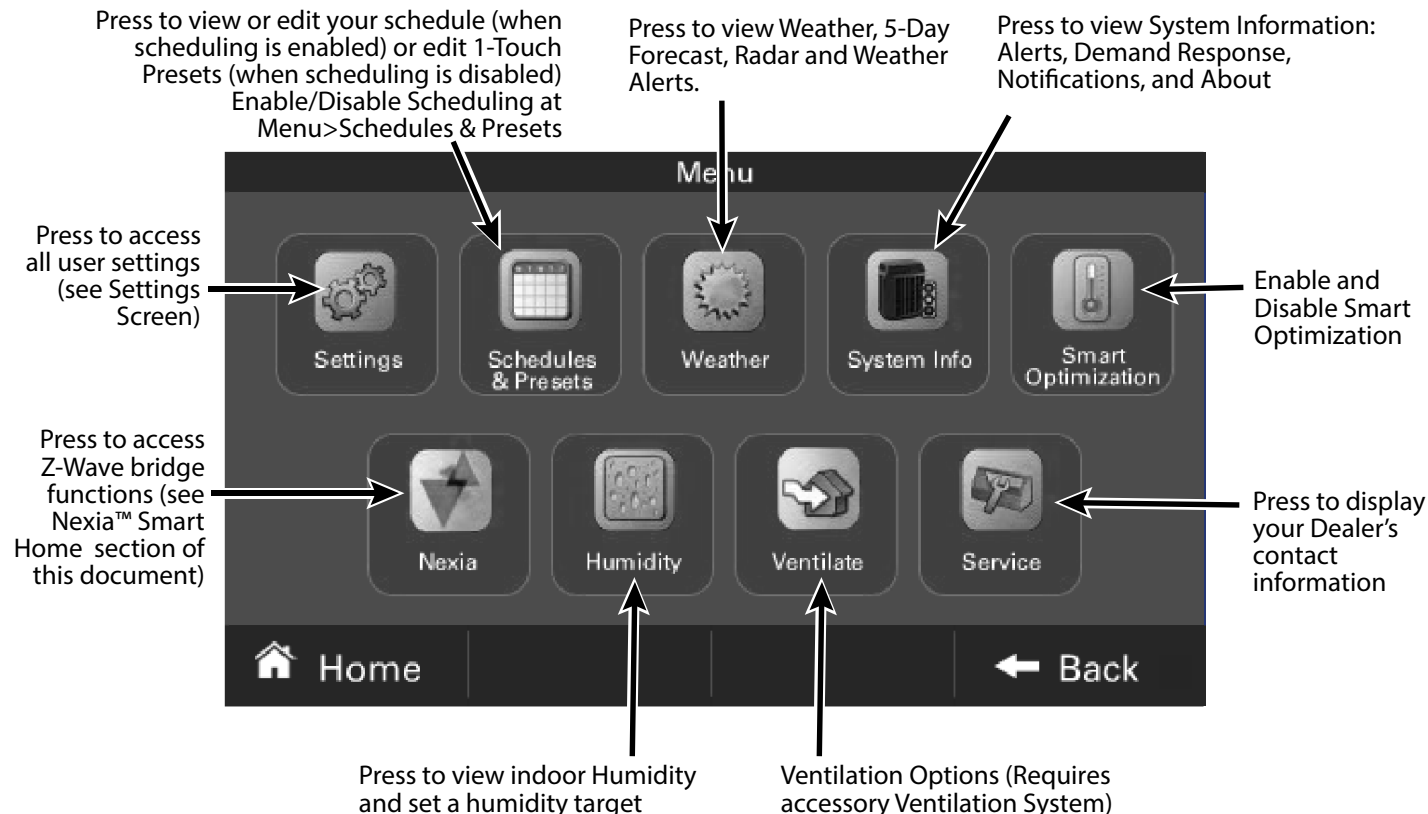 Press to view or edit your schedule (when
scheduling is enabled) or edit 1-Touch
Presets (when scheduling is disabled)
Enable/Disable Scheduling at
Menu>Schedules & Presets
Press to view Weather, 5-Day
Forecast, Radar and Weather
Alerts.
Press to view System Information:
Alerts, Demand Response,
Notifications, and About
Menu
Press to access
all user settings
(see Settings
Screen)
Settings
Schedules
& Presets
Weather
System Info
Smart
Optimization
Enable and
Disable Smart
Optimization
Press to access
Z-Wave bridge
functions (see
Nexia™ Smart
Home section of
this document)
Nexia
Humidity
Ventilate
Service
Press to display
your Dealer's
contact
information
Home
Back
Press to view indoor Humidity
and set a humidity target
Ventilation Options (Requires
accessory Ventilation System)